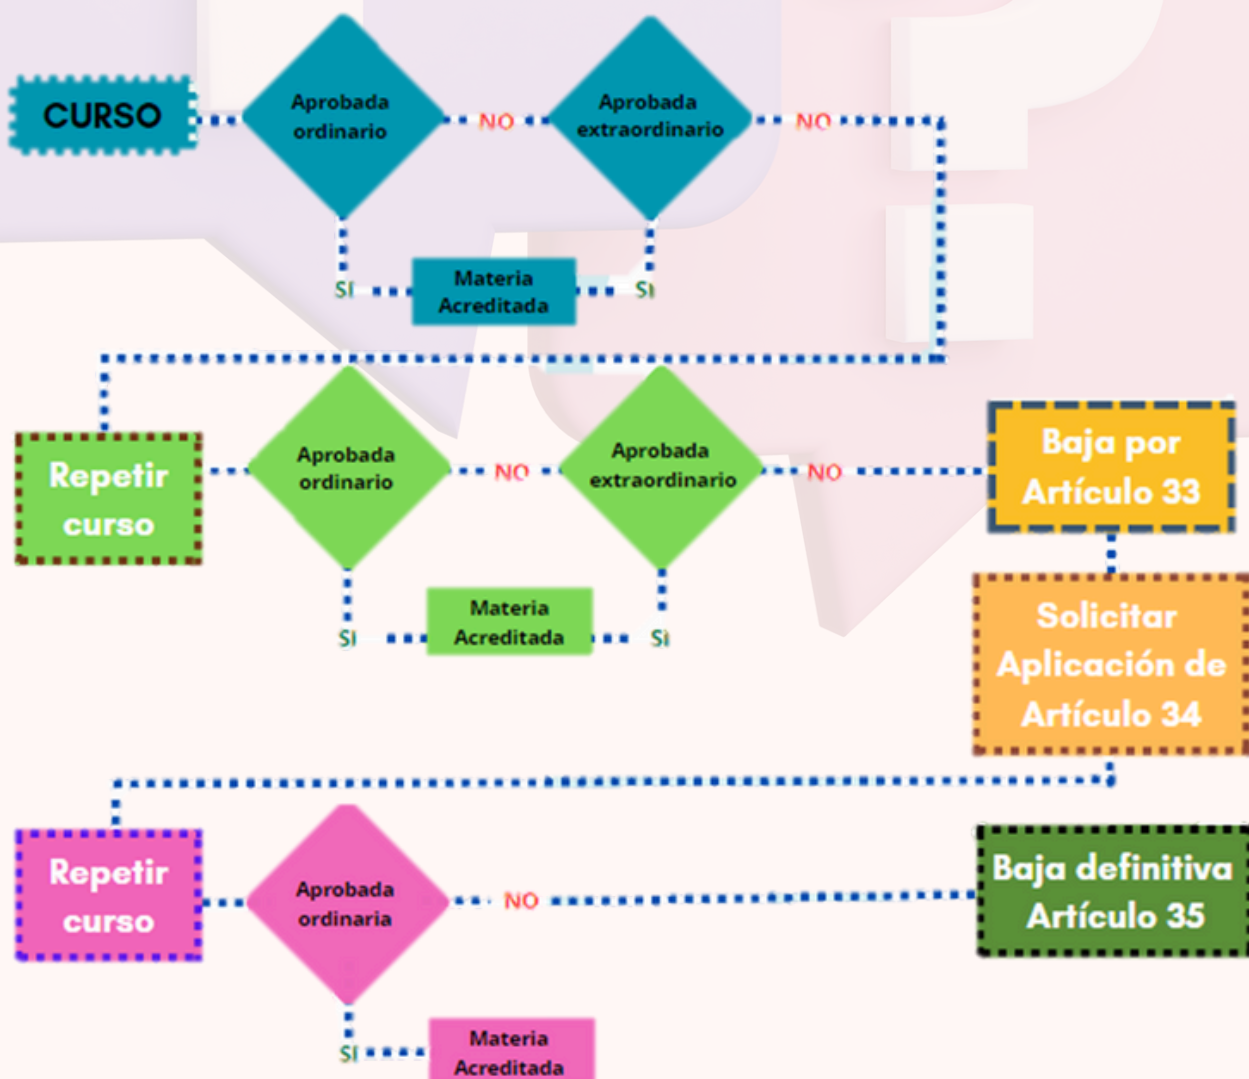 CURSO
Aprobada
ordinario
NO
Aprobada
extraordinario
NO
SI
Materia
Acreditada
SI
Repetir
curso
Aprobada
ordinario
NO
Aprobada
extraordinario
NO
Baja por
Artículo 33
SI
Materia
Acreditada
SI
Solicitar
Aplicación de
Artículo 34
Repetir
curso
Aprobada
ordinaria
NO
Baja definitiva
Artículo 35
SI
Materia
Acreditada